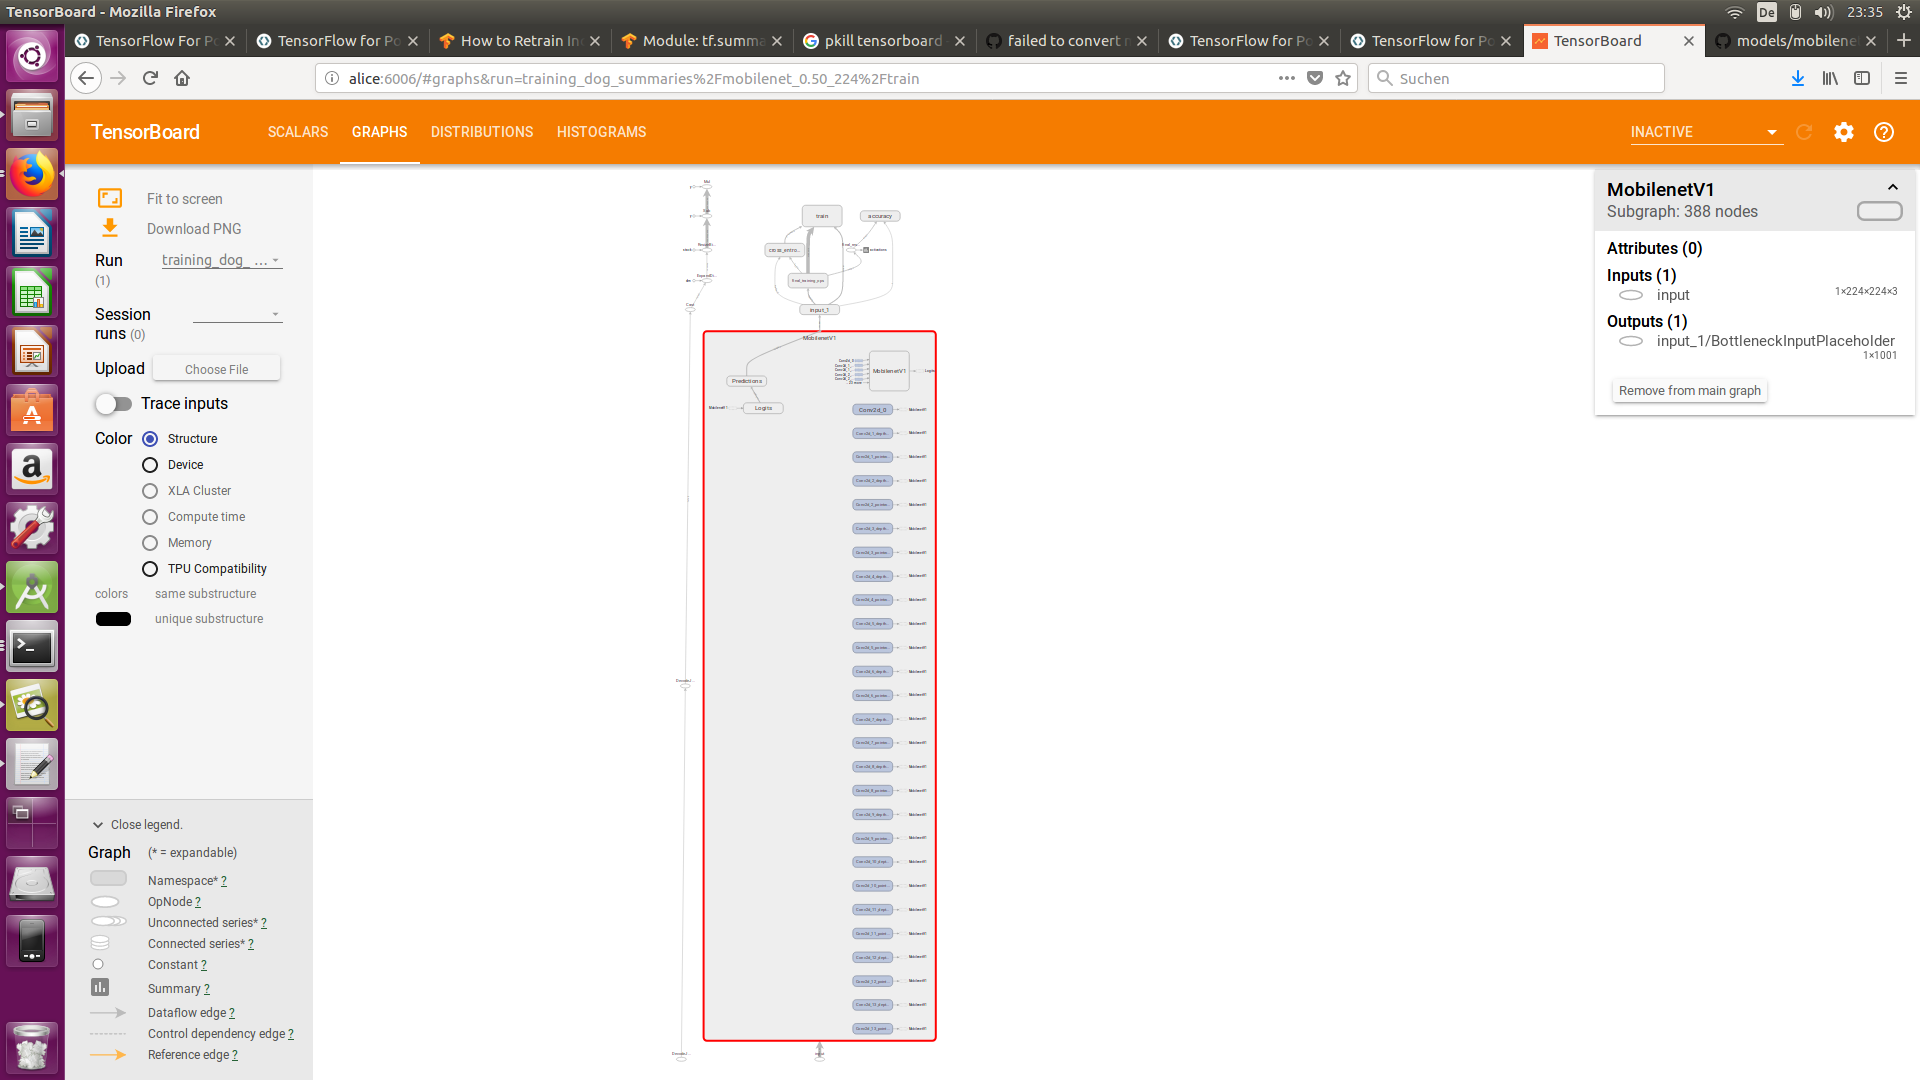 TensorBoard - Mozilla Firefox
De
23:35
TensorFlow For Po
TensorFlow for Po
How to Retrain In
Module: tf.summa
pkill tensorboard
failed to convert
TensorFlow for Po
TensorFlow for Po
TensorBoard
models/mobilene
alice:6006/#graphs&run=training_dog_summaries%2Fmobilenet_0.50_224%2Ftrain
Suchen
TensorBoard
SCALARS
GRAPHS
DISTRIBUTIONS
HISTOGRAMS
INACTIVE
Fit to screen
Download PNG
Run
(1)
training_dog_ ...
Session
runs (0)
Upload
Choose File
Trace inputs
Color
Structure
Device
XLA Cluster
Compute time
Memory
TPU Compatibility
colors
same substructure
unique substructure
Close legend.
Graph
(* = expandable)
Namespace* ?
OpNode ?
Unconnected series* ?
Connected series* ?
Constant ?
Summary ?
Dataflow edge ?
Control dependency edge ?
Reference edge ?
train
accuracy
cross_entro...
input_1
MobilenetV1
Predictions
Logits
MobilenetV1
Conv2d_0
MobilenetV1
Subgraph: 388 nodes
Attributes (0)
Inputs (1)
input
1×224×224×3
Outputs (1)
input_1/BottleneckInputPlaceholder
1×1001
Remove from main graph